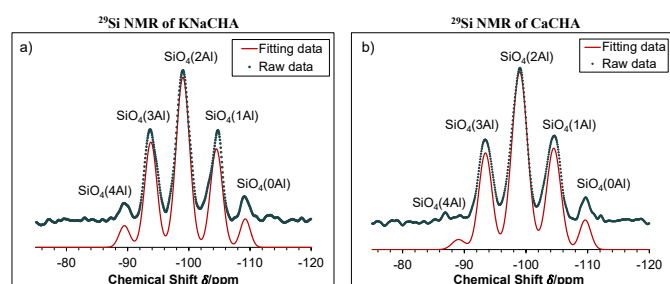 ²⁹Si NMR of KNaCHA
a)
Fitting data
Raw data
SiO₄(2Al)
SiO₄(3Al)
SiO₄(1Al)
SiO₄(4Al)
SiO₄(0Al)
-80 -90 -100 -110 -120
Chemical Shift δ/ppm
²⁹Si NMR of CaCHA
b)
Fitting data
Raw data
SiO₄(2Al)
SiO₄(3Al)
SiO₄(1Al)
SiO₄(4Al)
SiO₄(0Al)
-80 -90 -100 -110 -120
Chemical Shift δ/ppm